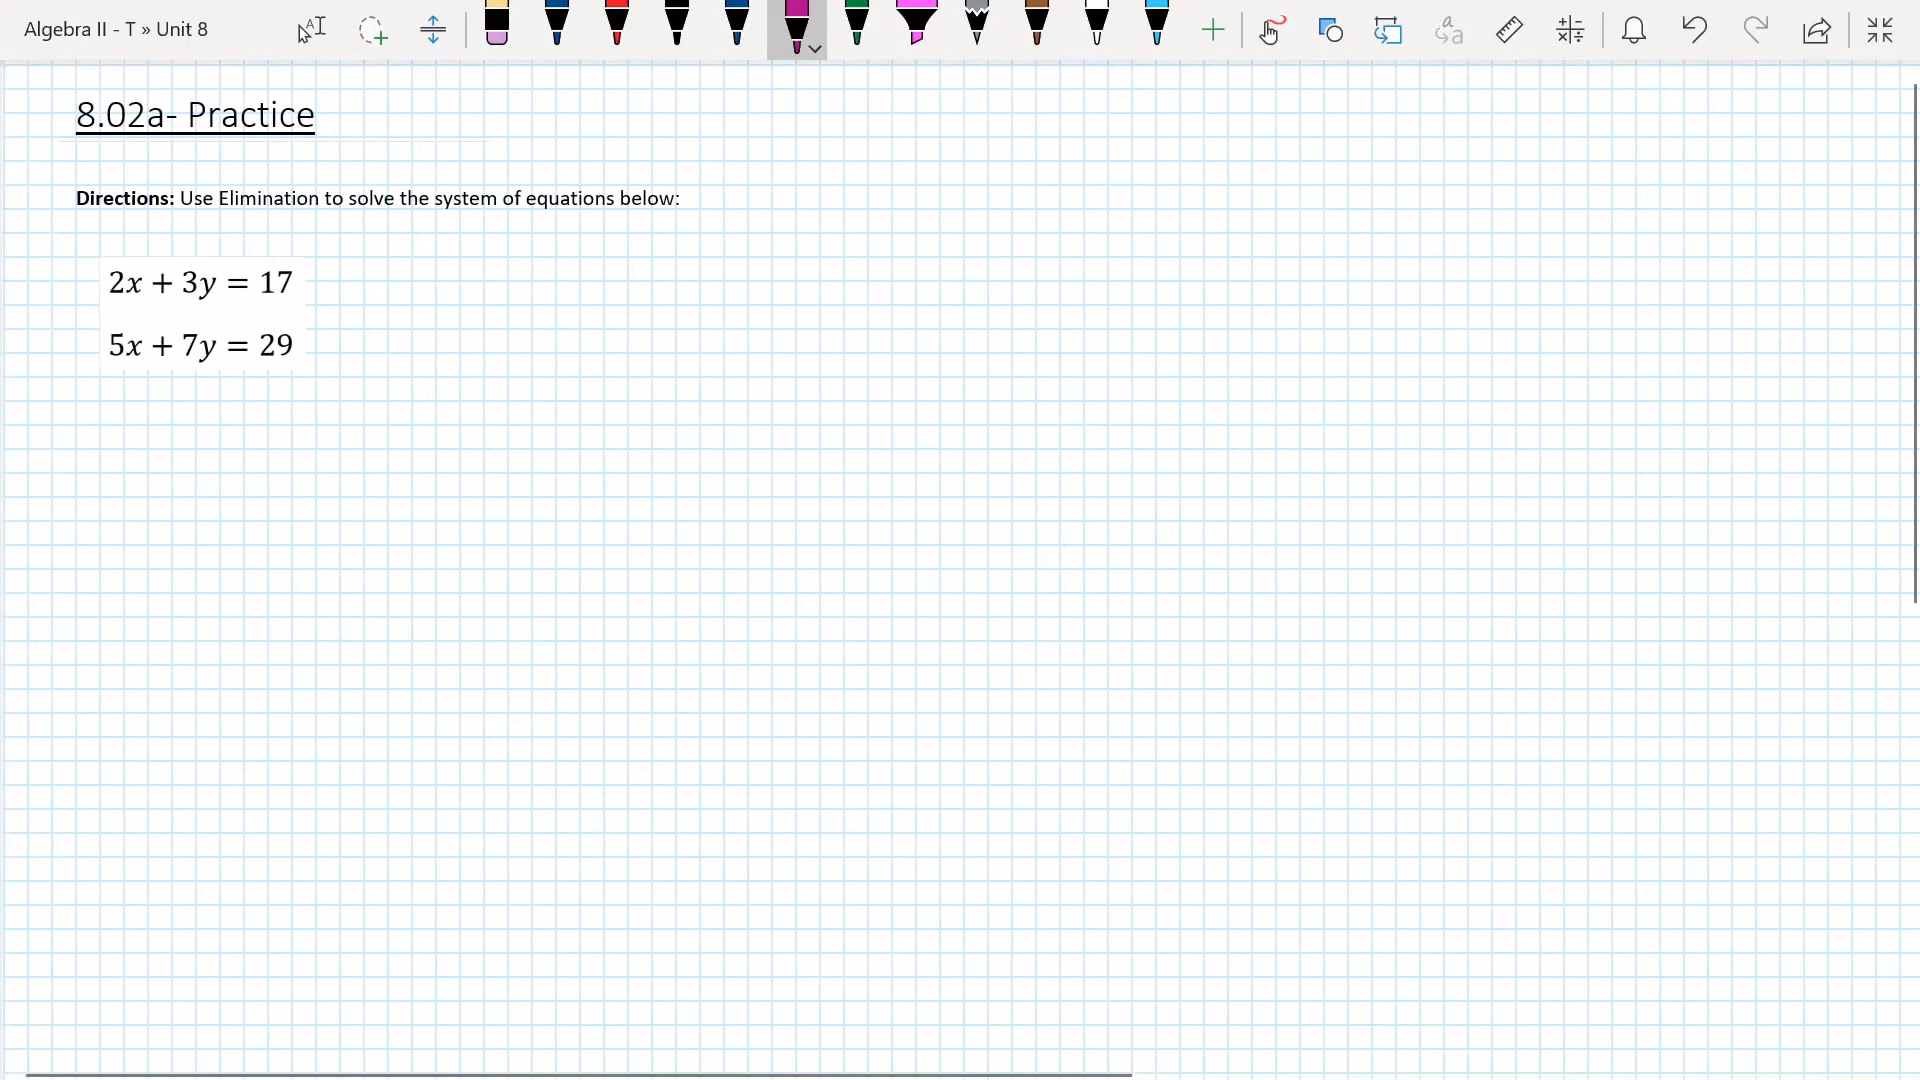 Algebra II - T » Unit 8
8.02a- Practice
Directions: Use Elimination to solve the system of equations below:
2x + 3y = 17
5x + 7y = 29